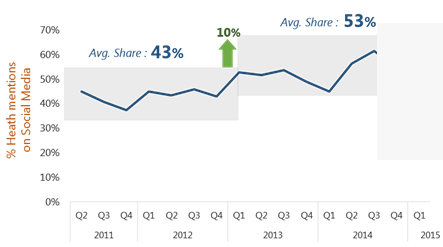 Avg. Share : 43%
10%
Avg. Share : 53%
% Heath mentions
on Social Media
70%
60%
50%
40%
30%
20%
10%
0%
Q2 Q3 Q4 Q1 Q2 Q3 Q4 Q1 Q2 Q3 Q4 Q1 Q2 Q3 Q4 Q1
2011 2012 2013 2014 2015